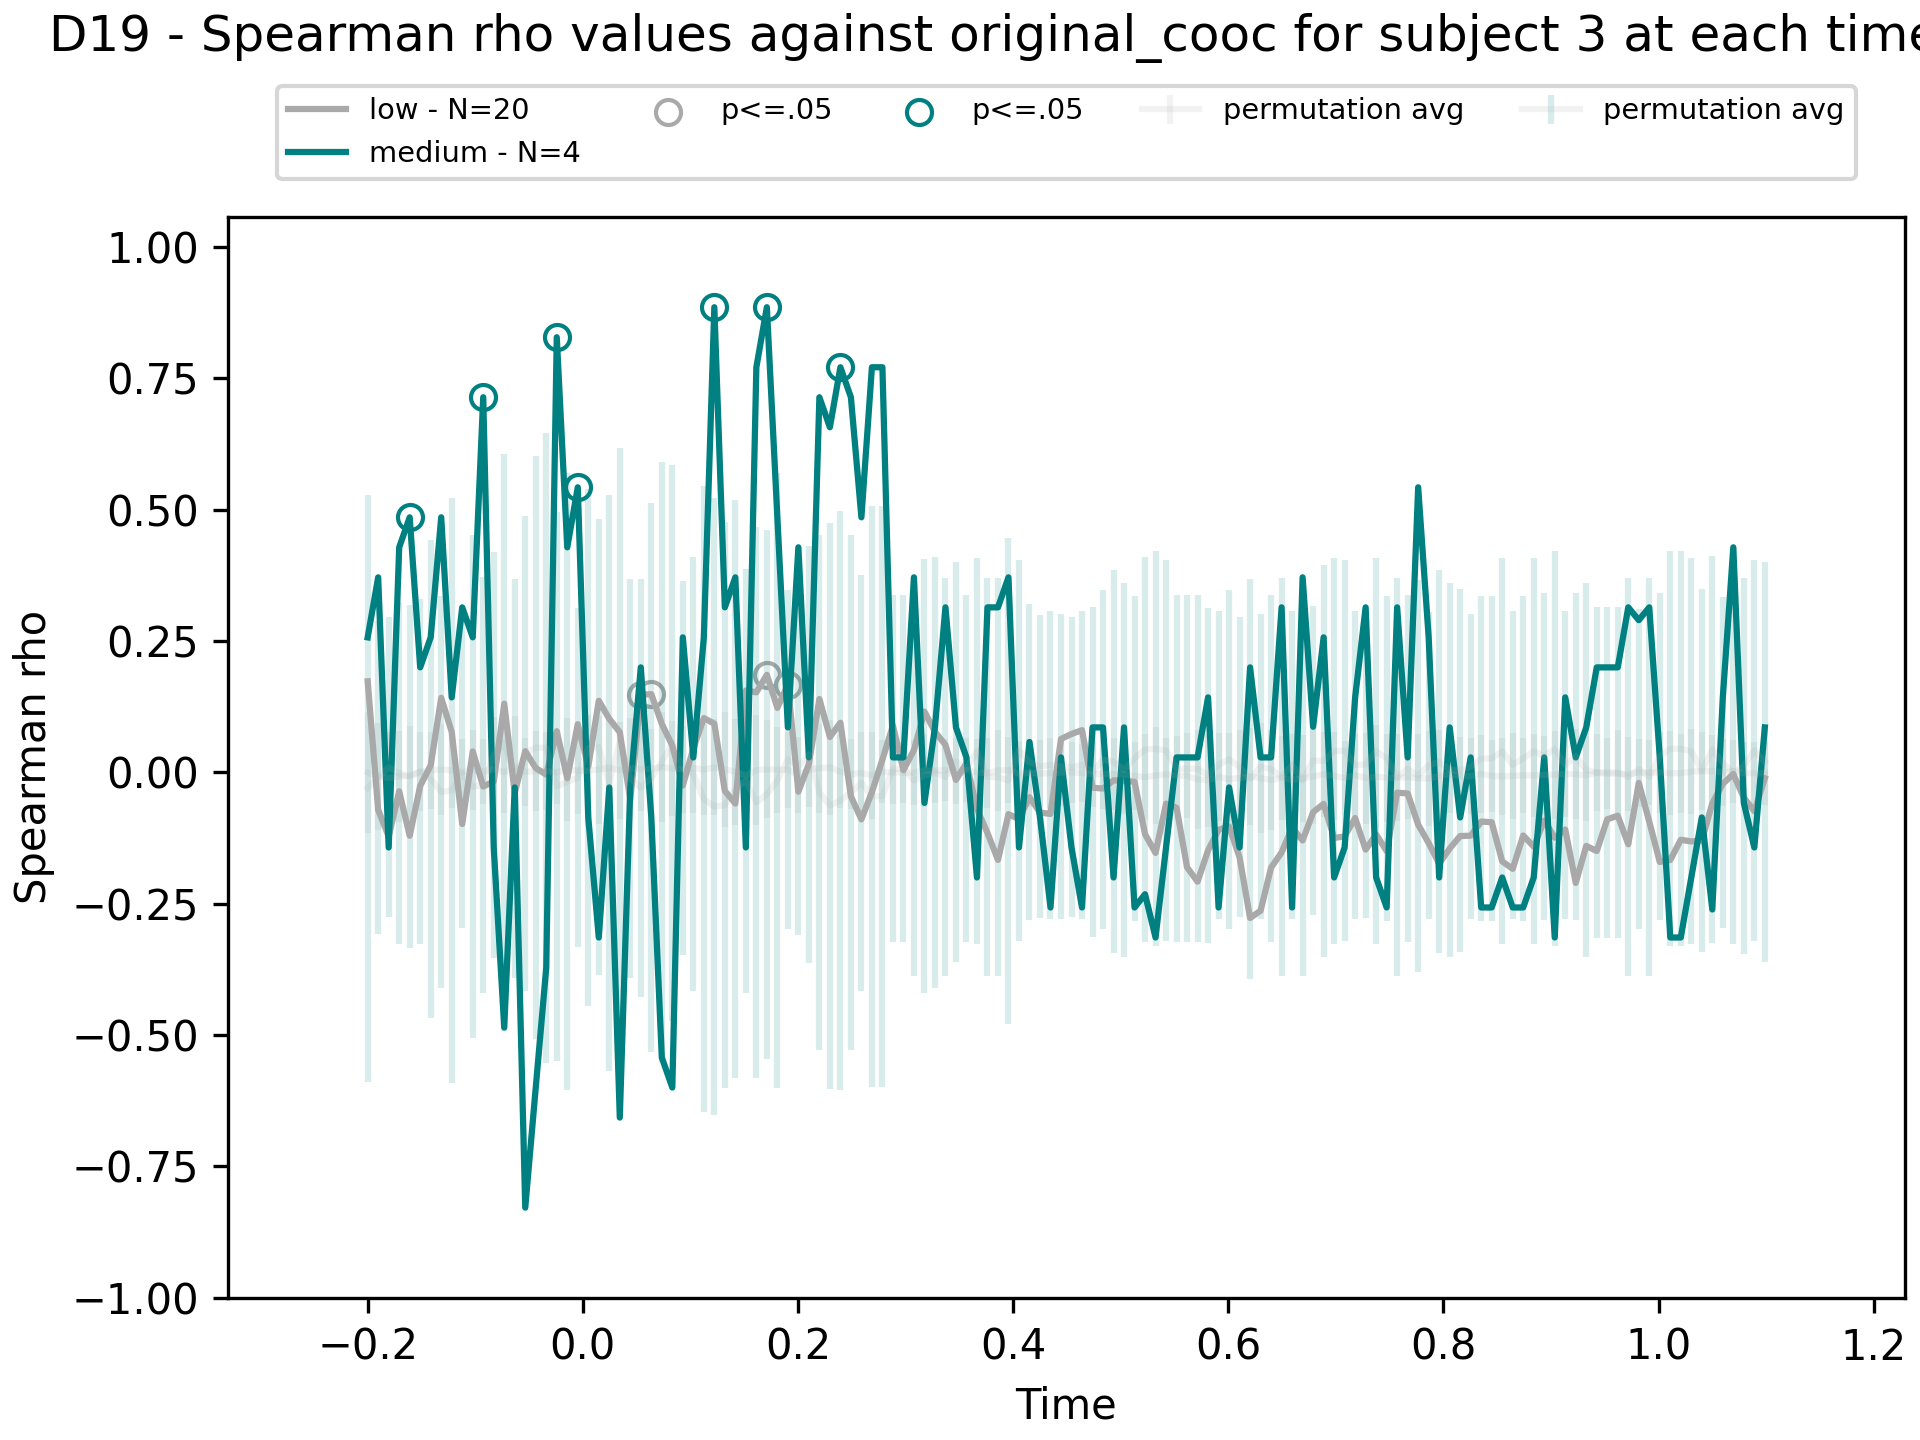 D19 - Spearman rho values against original_cooc for subject 3 at each time
low - N=20
medium - N=4
p<=.05
p<=.05
permutation avg
permutation avg
1.00
0.75
0.50
0.25
0.00
−0.25
−0.50
−0.75
−1.00
Spearman rho
−0.2
0.0
0.2
0.4
0.6
0.8
1.0
1.2
Time